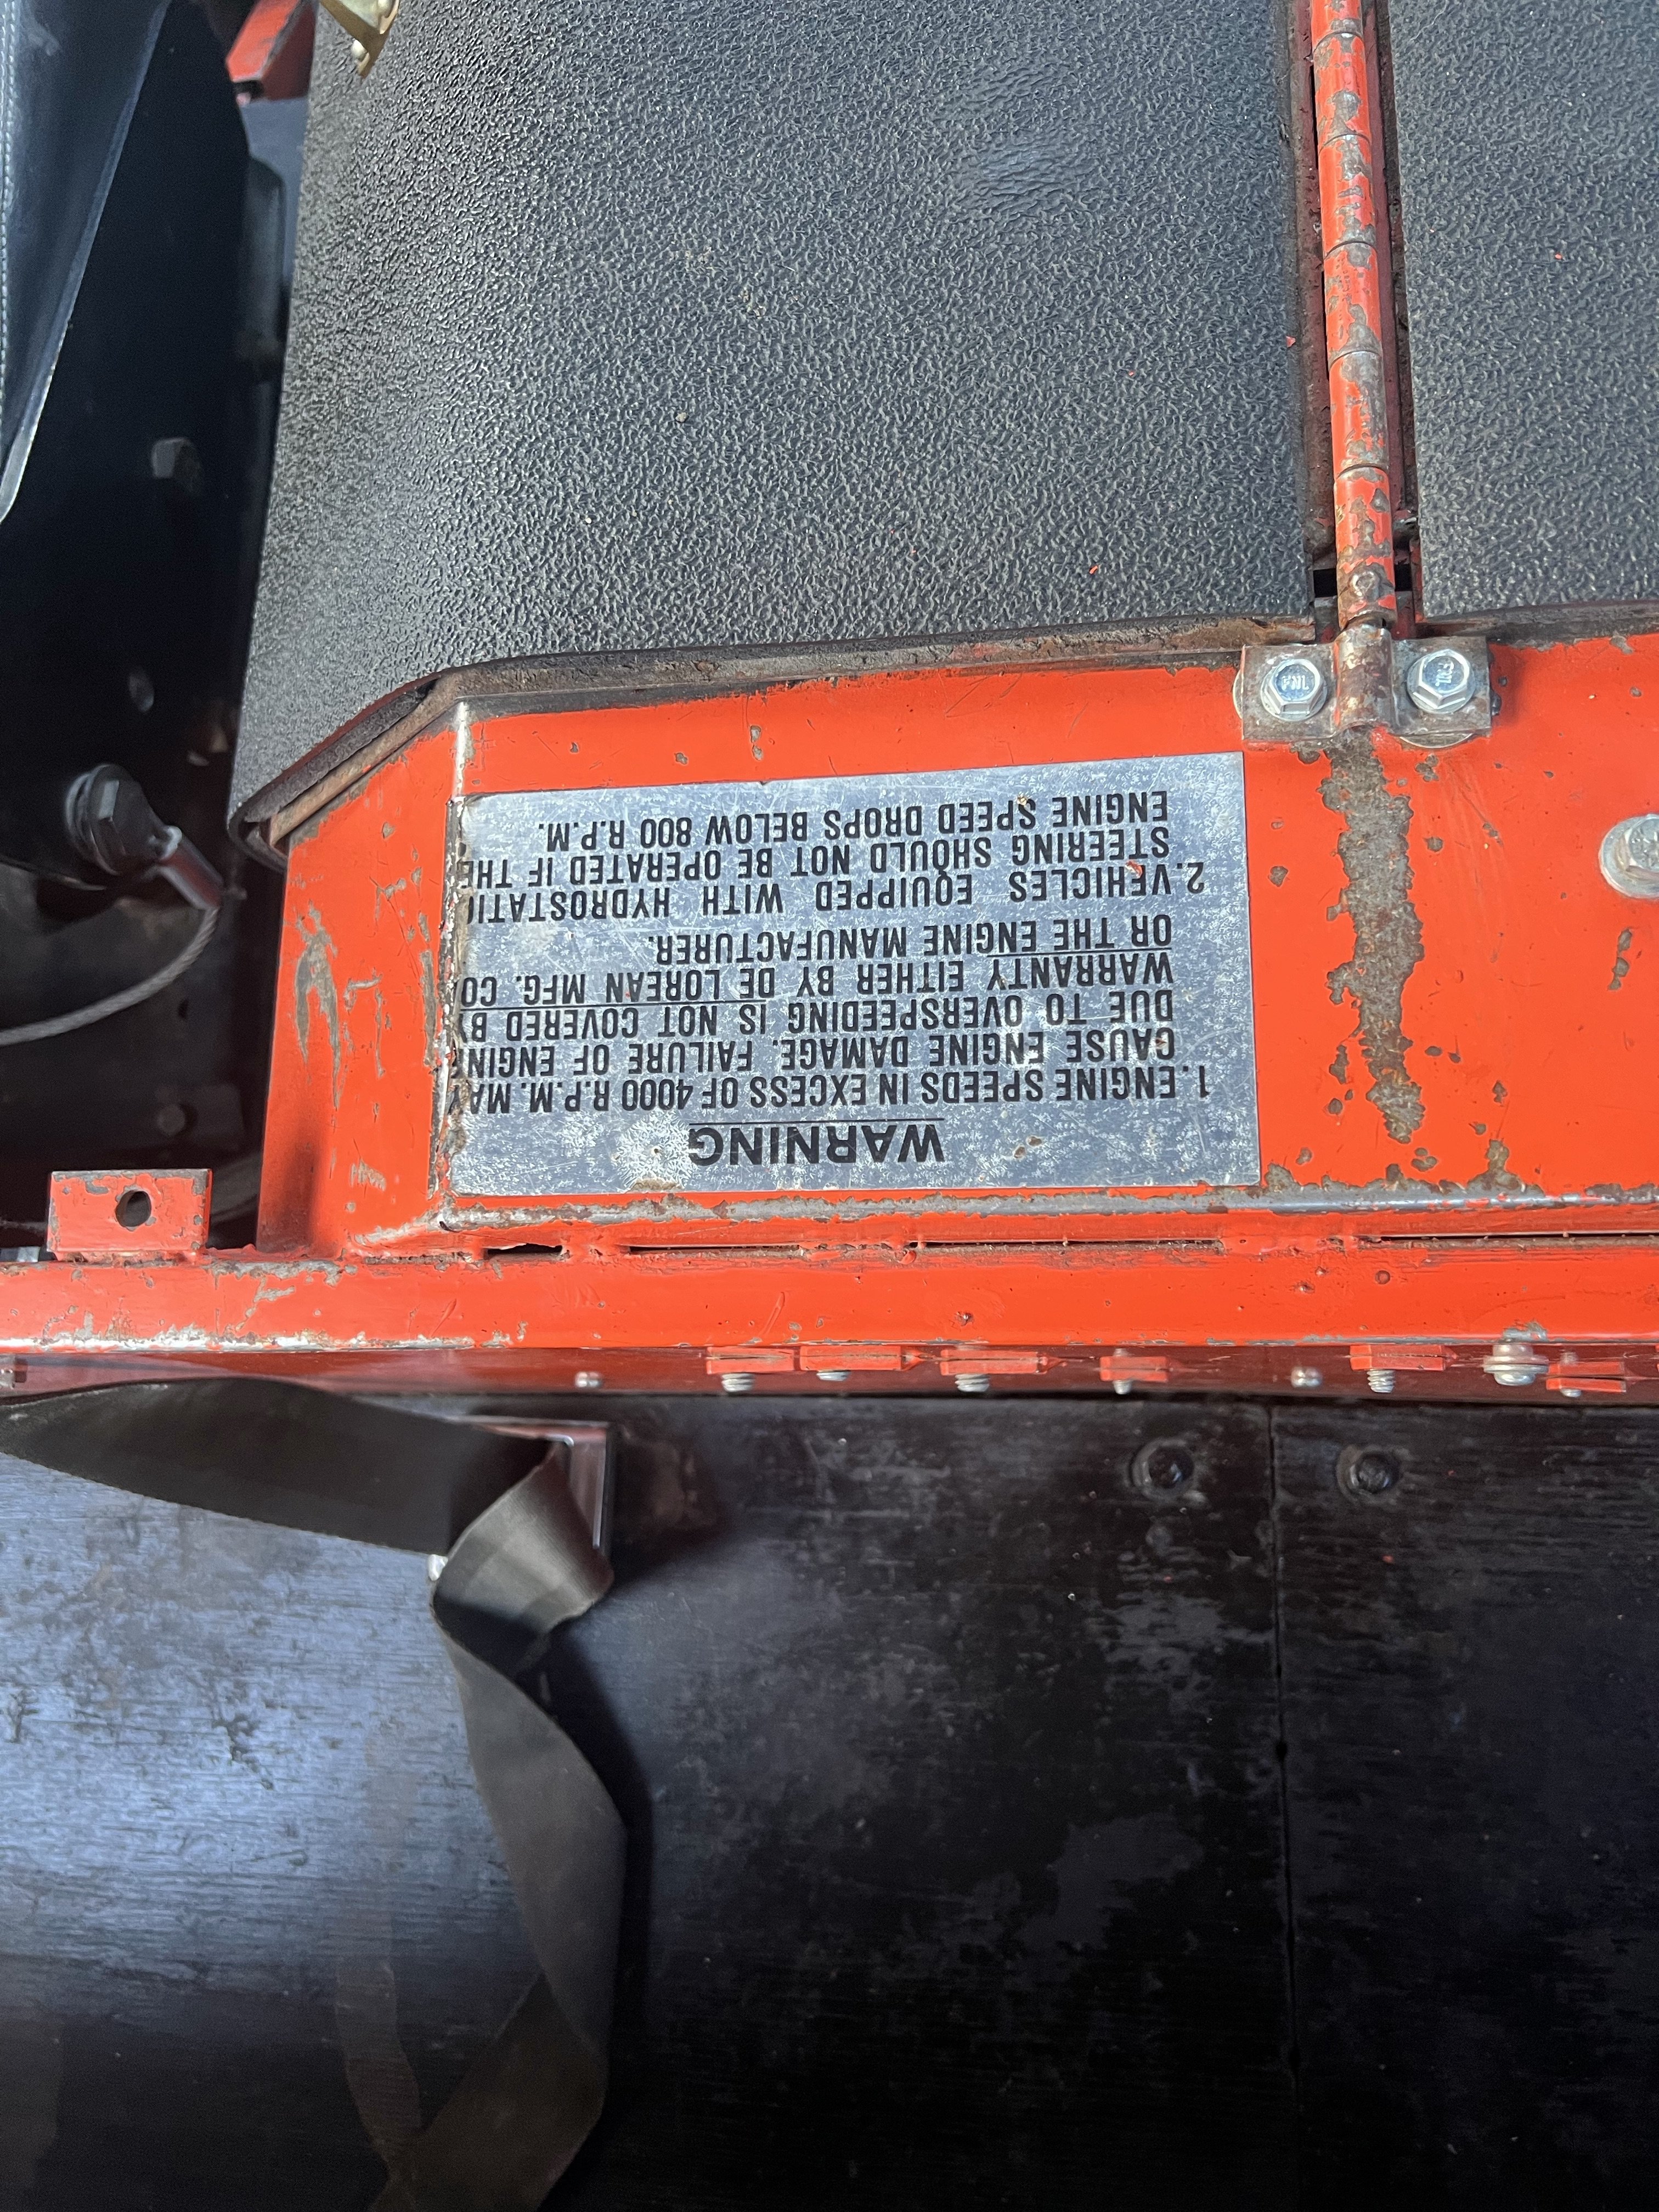 WARNING
1. ENGINE SPEEDS IN EXCESS OF 4000 R.P.M. MAY
CAUSE ENGINE DAMAGE. FAILURE OF ENGINE
DUE TO OVERSPEEDING IS NOT COVERED BY
WARRANTY EITHER BY DE LOREAN MFG. CO.
OR THE ENGINE MANUFACTURER.
2. VEHICLES EQUIPPED WITH HYDROSTATIC
STEERING SHOULD NOT BE OPERATED IF THE
ENGINE SPEED DROPS BELOW 800 R.P.M.